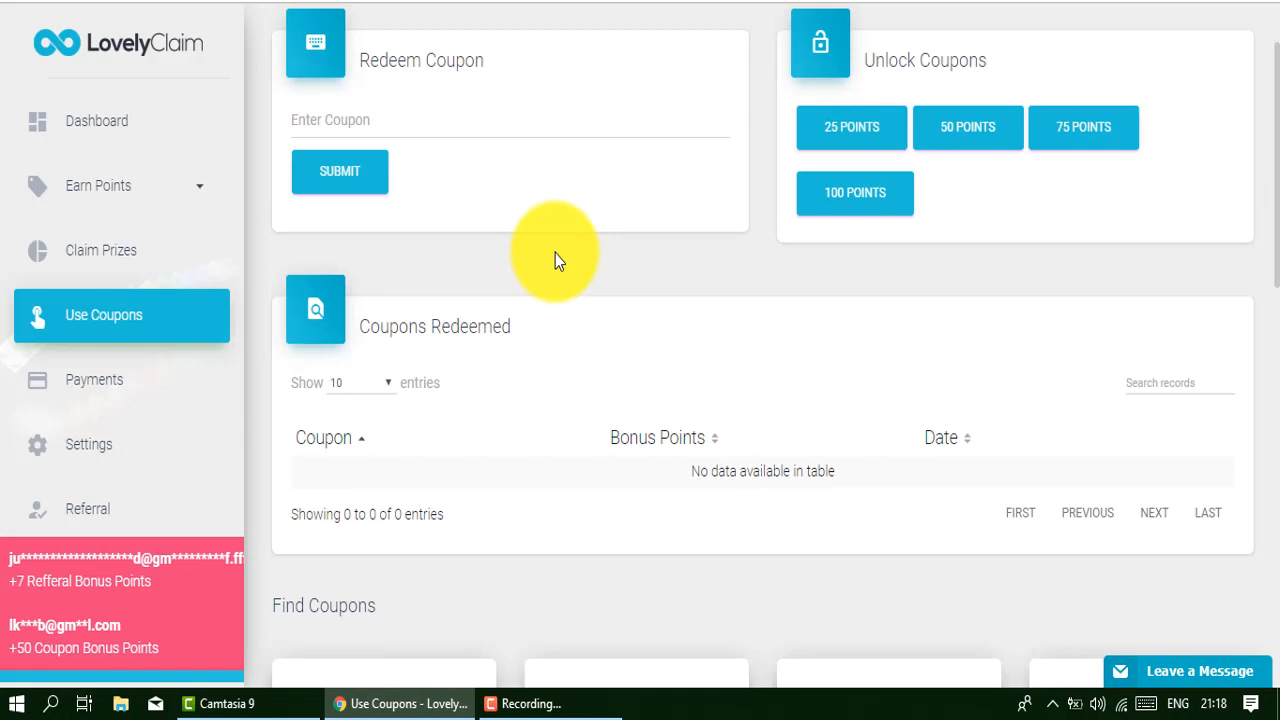 LovelyClaim
Dashboard
Earn Points
Claim Prizes
Use Coupons
Payments
Settings
Referral
ju*******************d@gm*********f.ff
+7 Refferal Bonus Points
lk***b@gm**l.com
+50 Coupon Bonus Points
Redeem Coupon
Enter Coupon
SUBMIT
Unlock Coupons
25 POINTS 50 POINTS 75 POINTS
100 POINTS
Coupons Redeemed
Show 10 entries
Search records
Coupon Bonus Points Date
No data available in table
Showing 0 to 0 of 0 entries
FIRST PREVIOUS NEXT LAST
Find Coupons
Leave a Message
Camtasia 9
Use Coupons - Lovely...
Recording...
ENG 21:18